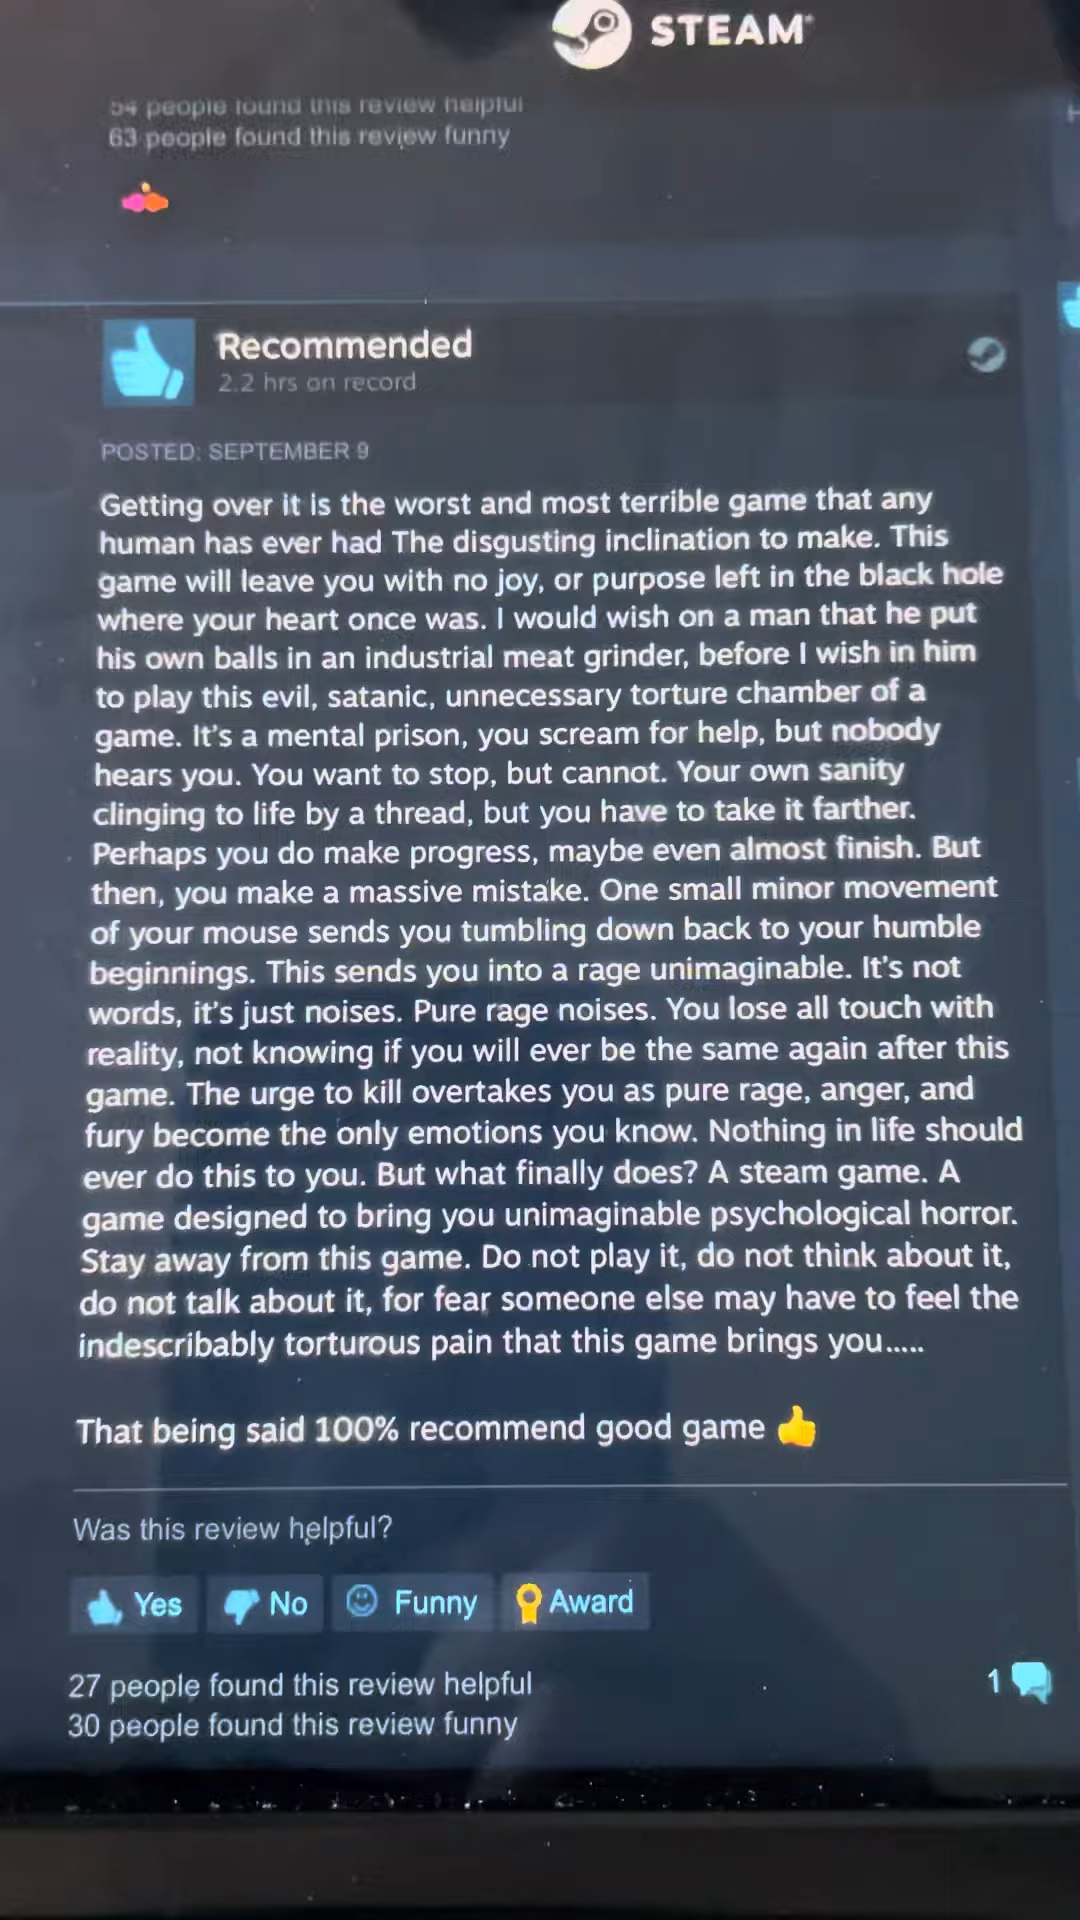 STEAM
54 people found this review helpful
63 people found this review funny
Recommended
2.2 hrs on record
POSTED: SEPTEMBER 9
Getting over it is the worst and most terrible game that any
human has ever had The disgusting inclination to make. This
game will leave you with no joy, or purpose left in the black hole
where your heart once was. I would wish on a man that he put
his own balls in an industrial meat grinder, before I wish in him
to play this evil, satanic, unnecessary torture chamber of a
game. It's a mental prison, you scream for help, but nobody
hears you. You want to stop, but cannot. Your own sanity
clinging to life by a thread, but you have to take it farther.
Perhaps you do make progress, maybe even almost finish. But
then, you make a massive mistake. One small minor movement
of your mouse sends you tumbling down back to your humble
beginnings. This sends you into a rage unimaginable. It's not
words, it's just noises. Pure rage noises. You lose all touch with
reality, not knowing if you will ever be the same again after this
game. The urge to kill overtakes you as pure rage, anger, and
fury become the only emotions you know. Nothing in life should
ever do this to you. But what finally does? A steam game. A
game designed to bring you unimaginable psychological horror.
Stay away from this game. Do not play it, do not think about it,
do not talk about it, for fear someone else may have to feel the
indescribably torturous pain that this game brings you.....
That being said 100% recommend good game 👍
Was this review helpful?
Yes No Funny Award
27 people found this review helpful
1
30 people found this review funny